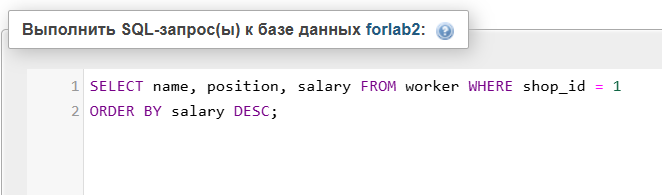 Выполнить SQL-запрос(ы) к базе данных forlab2:
1 SELECT name, position, salary FROM worker WHERE shop_id = 1
2 ORDER BY salary DESC;